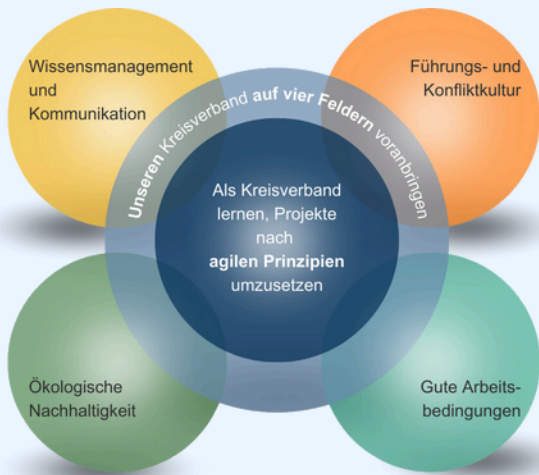 Wissensmanagement
und
Kommunikation
Führungs- und
Konfliktkultur
Unseren Kreisverband auf vier Feldern voranbringen
Als Kreisverband
lernen, Projekte
nach
agilen Prinzipien
umzusetzen
Ökologische
Nachhaltigkeit
Gute Arbeits-
bedingungen